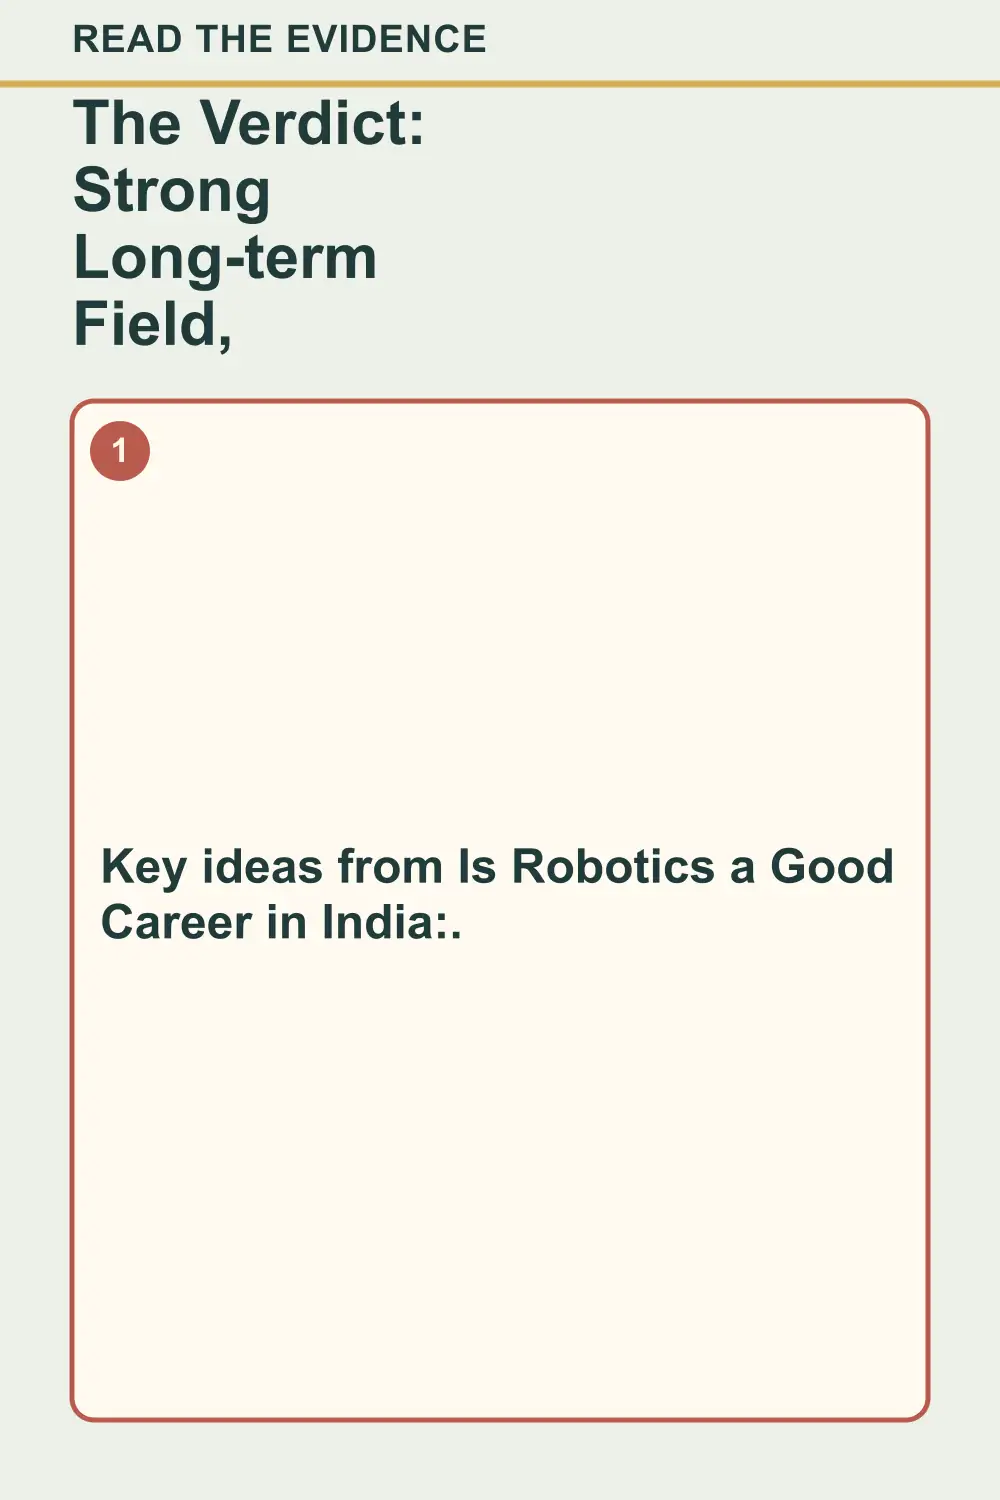 READ THE EVIDENCE
The Verdict:
Strong
Long-term
Field,
1
Key ideas from Is Robotics a Good
Career in India:.